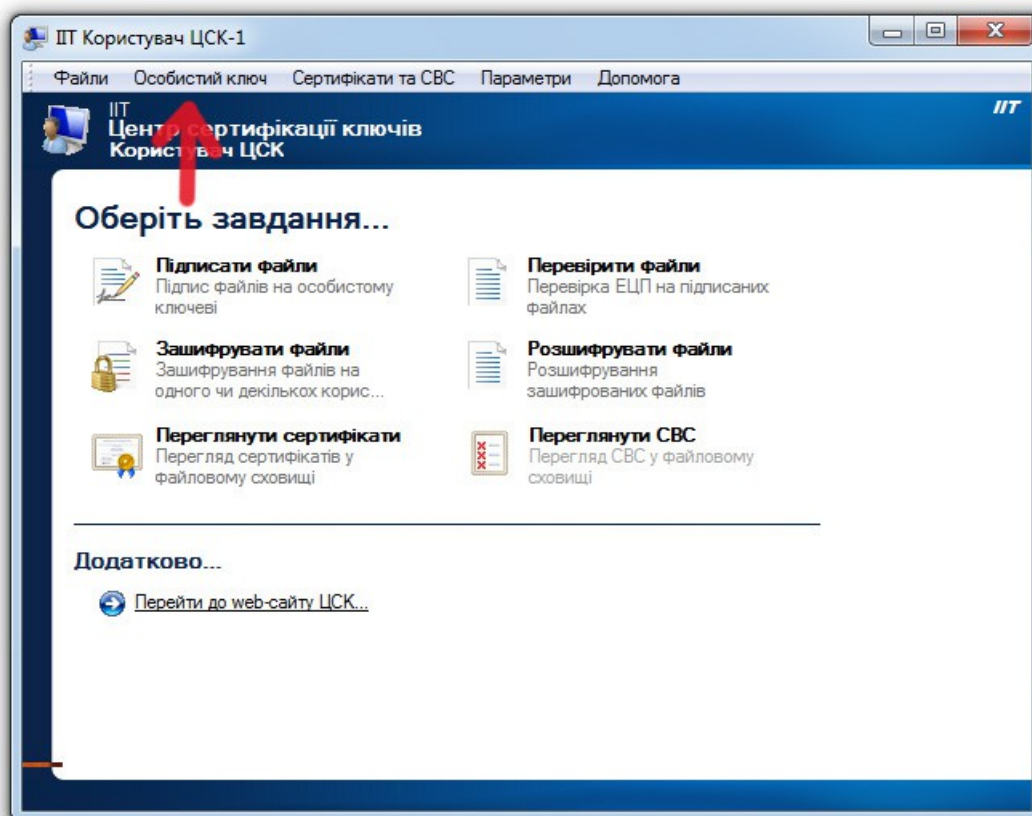 ІІТ Користувач ЦСК-1
Файли Особистий ключ Сертифікати та СВС Параметри Допомога
ІІТ
Центр сертифікації ключів
Користувач ЦСК
ІІТ
Оберіть завдання...
Підписати файли
Підпис файлів на особистому
ключеві
Перевірити файли
Перевірка ЕЦП на підписаних
файлах
Зашифрувати файли
Зашифрування файлів на
одного чи декількох корис...
Розшифрувати файли
Розшифрування
зашифрованих файлів
Переглянути сертифікати
Перегляд сертифікатів у
файловому сховищі
Переглянути СВС
Перегляд СВС у файловому
сховищі
Додатково...
Перейти до web-сайту ЦСК...